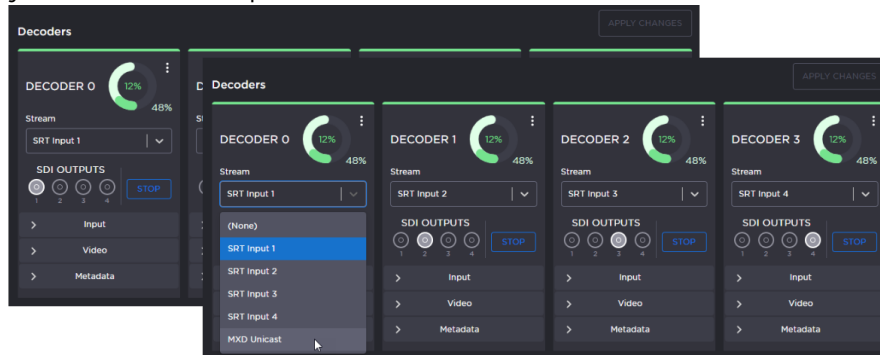 Decoders
APPLY CHANGES
DECODER 0
12%
48%
Stream
SRT Input 1
SDI OUTPUTS
1 2 3 4
STOP
Input
Video
Metadata
Decoders
APPLY CHANGES
DECODER 0
12%
48%
Stream
SRT Input 1
(None)
SRT Input 1
SRT Input 2
SRT Input 3
SRT Input 4
MXD Unicast
DECODER 1
12%
48%
Stream
SRT Input 2
SDI OUTPUTS
1 2 3 4
STOP
Input
Video
Metadata
DECODER 2
12%
48%
Stream
SRT Input 3
SDI OUTPUTS
1 2 3 4
STOP
Input
Video
Metadata
DECODER 3
12%
48%
Stream
SRT Input 4
SDI OUTPUTS
1 2 3 4
STOP
Input
Video
Metadata